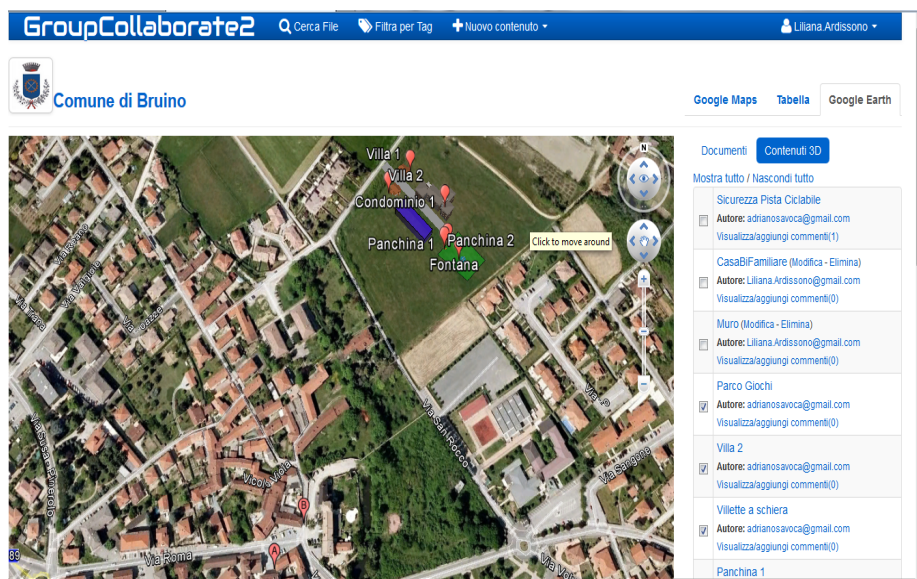 GroupCollaborate2 Cerca File Filtra per Tag Nuovo contenuto Liliana.Ardissono
Comune di Bruino
Google Maps Tabella Google Earth
Documenti Contenuti 3D
Mostra tutto / Nascondi tutto
Sicurezza Pista Ciclabile
Autore: adrianosavoca@gmail.com
Visualizza/aggiungi commenti(1)
CasaBiFamiliare (Modifica - Elimina)
Autore: Liliana.Ardissono@gmail.com
Visualizza/aggiungi commenti(0)
Muro (Modifica - Elimina)
Autore: Liliana.Ardissono@gmail.com
Visualizza/aggiungi commenti(0)
Parco Giochi
Autore: adrianosavoca@gmail.com
Visualizza/aggiungi commenti(0)
Villa 2
Autore: adrianosavoca@gmail.com
Visualizza/aggiungi commenti(0)
Villette a schiera
Autore: adrianosavoca@gmail.com
Visualizza/aggiungi commenti(0)
Panchina 1
N
Villa 1
Villa 2
Condominio 1
Panchina 1
Panchina 2
Click to move around
Fontana
Via San Rocco
Via Sangone
Vicolo Viola
B
A
Via Roma
89